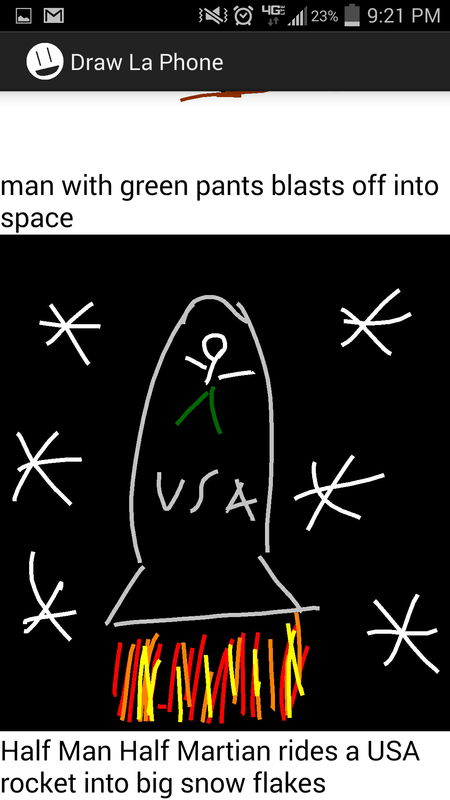 4G 23% 9:21 PM
Draw La Phone
man with green pants blasts off into
space
USA
Half Man Half Martian rides a USA
rocket into big snow flakes